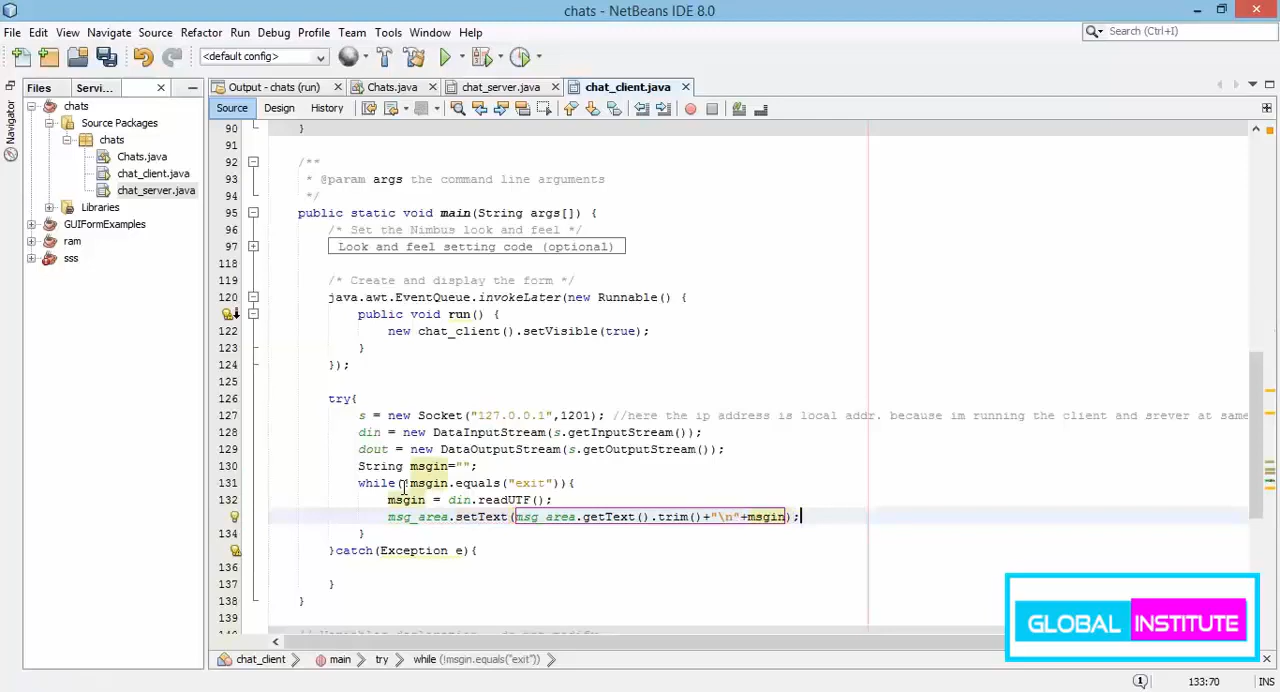 chats - NetBeans IDE 8.0
File Edit View Navigate Source Refactor Run Debug Profile Team Tools Window Help
Search (Ctrl+I)
<default config>
Files Servi...
Output - chats (run) Chats.java chat_server.java chat_client.java
Source Design History
Navigator
chats
Source Packages
chats
Chats.java
chat_client.java
chat_server.java
Libraries
GUIFormExamples
ram
sss
90 }
91
92 /**
93 * @param args the command line arguments
94 */
95 public static void main(String args[]) {
96 /* Set the Nimbus look and feel */
97 Look and feel setting code (optional)
118
119 /* Create and display the form */
120 java.awt.EventQueue.invokeLater(new Runnable() {
public void run() {
122 new chat_client().setVisible(true);
123 }
124 });
125
126 try{
127 s = new Socket("127.0.0.1",1201); //here the ip address is local addr. because im running the client and srever at same
128 din = new DataInputStream(s.getInputStream());
129 dout = new DataOutputStream(s.getOutputStream());
130 String msgin="";
131 while(!msgin.equals("exit")){
132 msgin = din.readUTF();
msg_area.setText(msg_area.getText().trim()+"\n"+msgin);
134 }
}catch(Exception e){
136
137 }
138 }
139
GLOBAL INSTITUTE
chat_client main try while (!msgin.equals("exit"))
133:70 INS